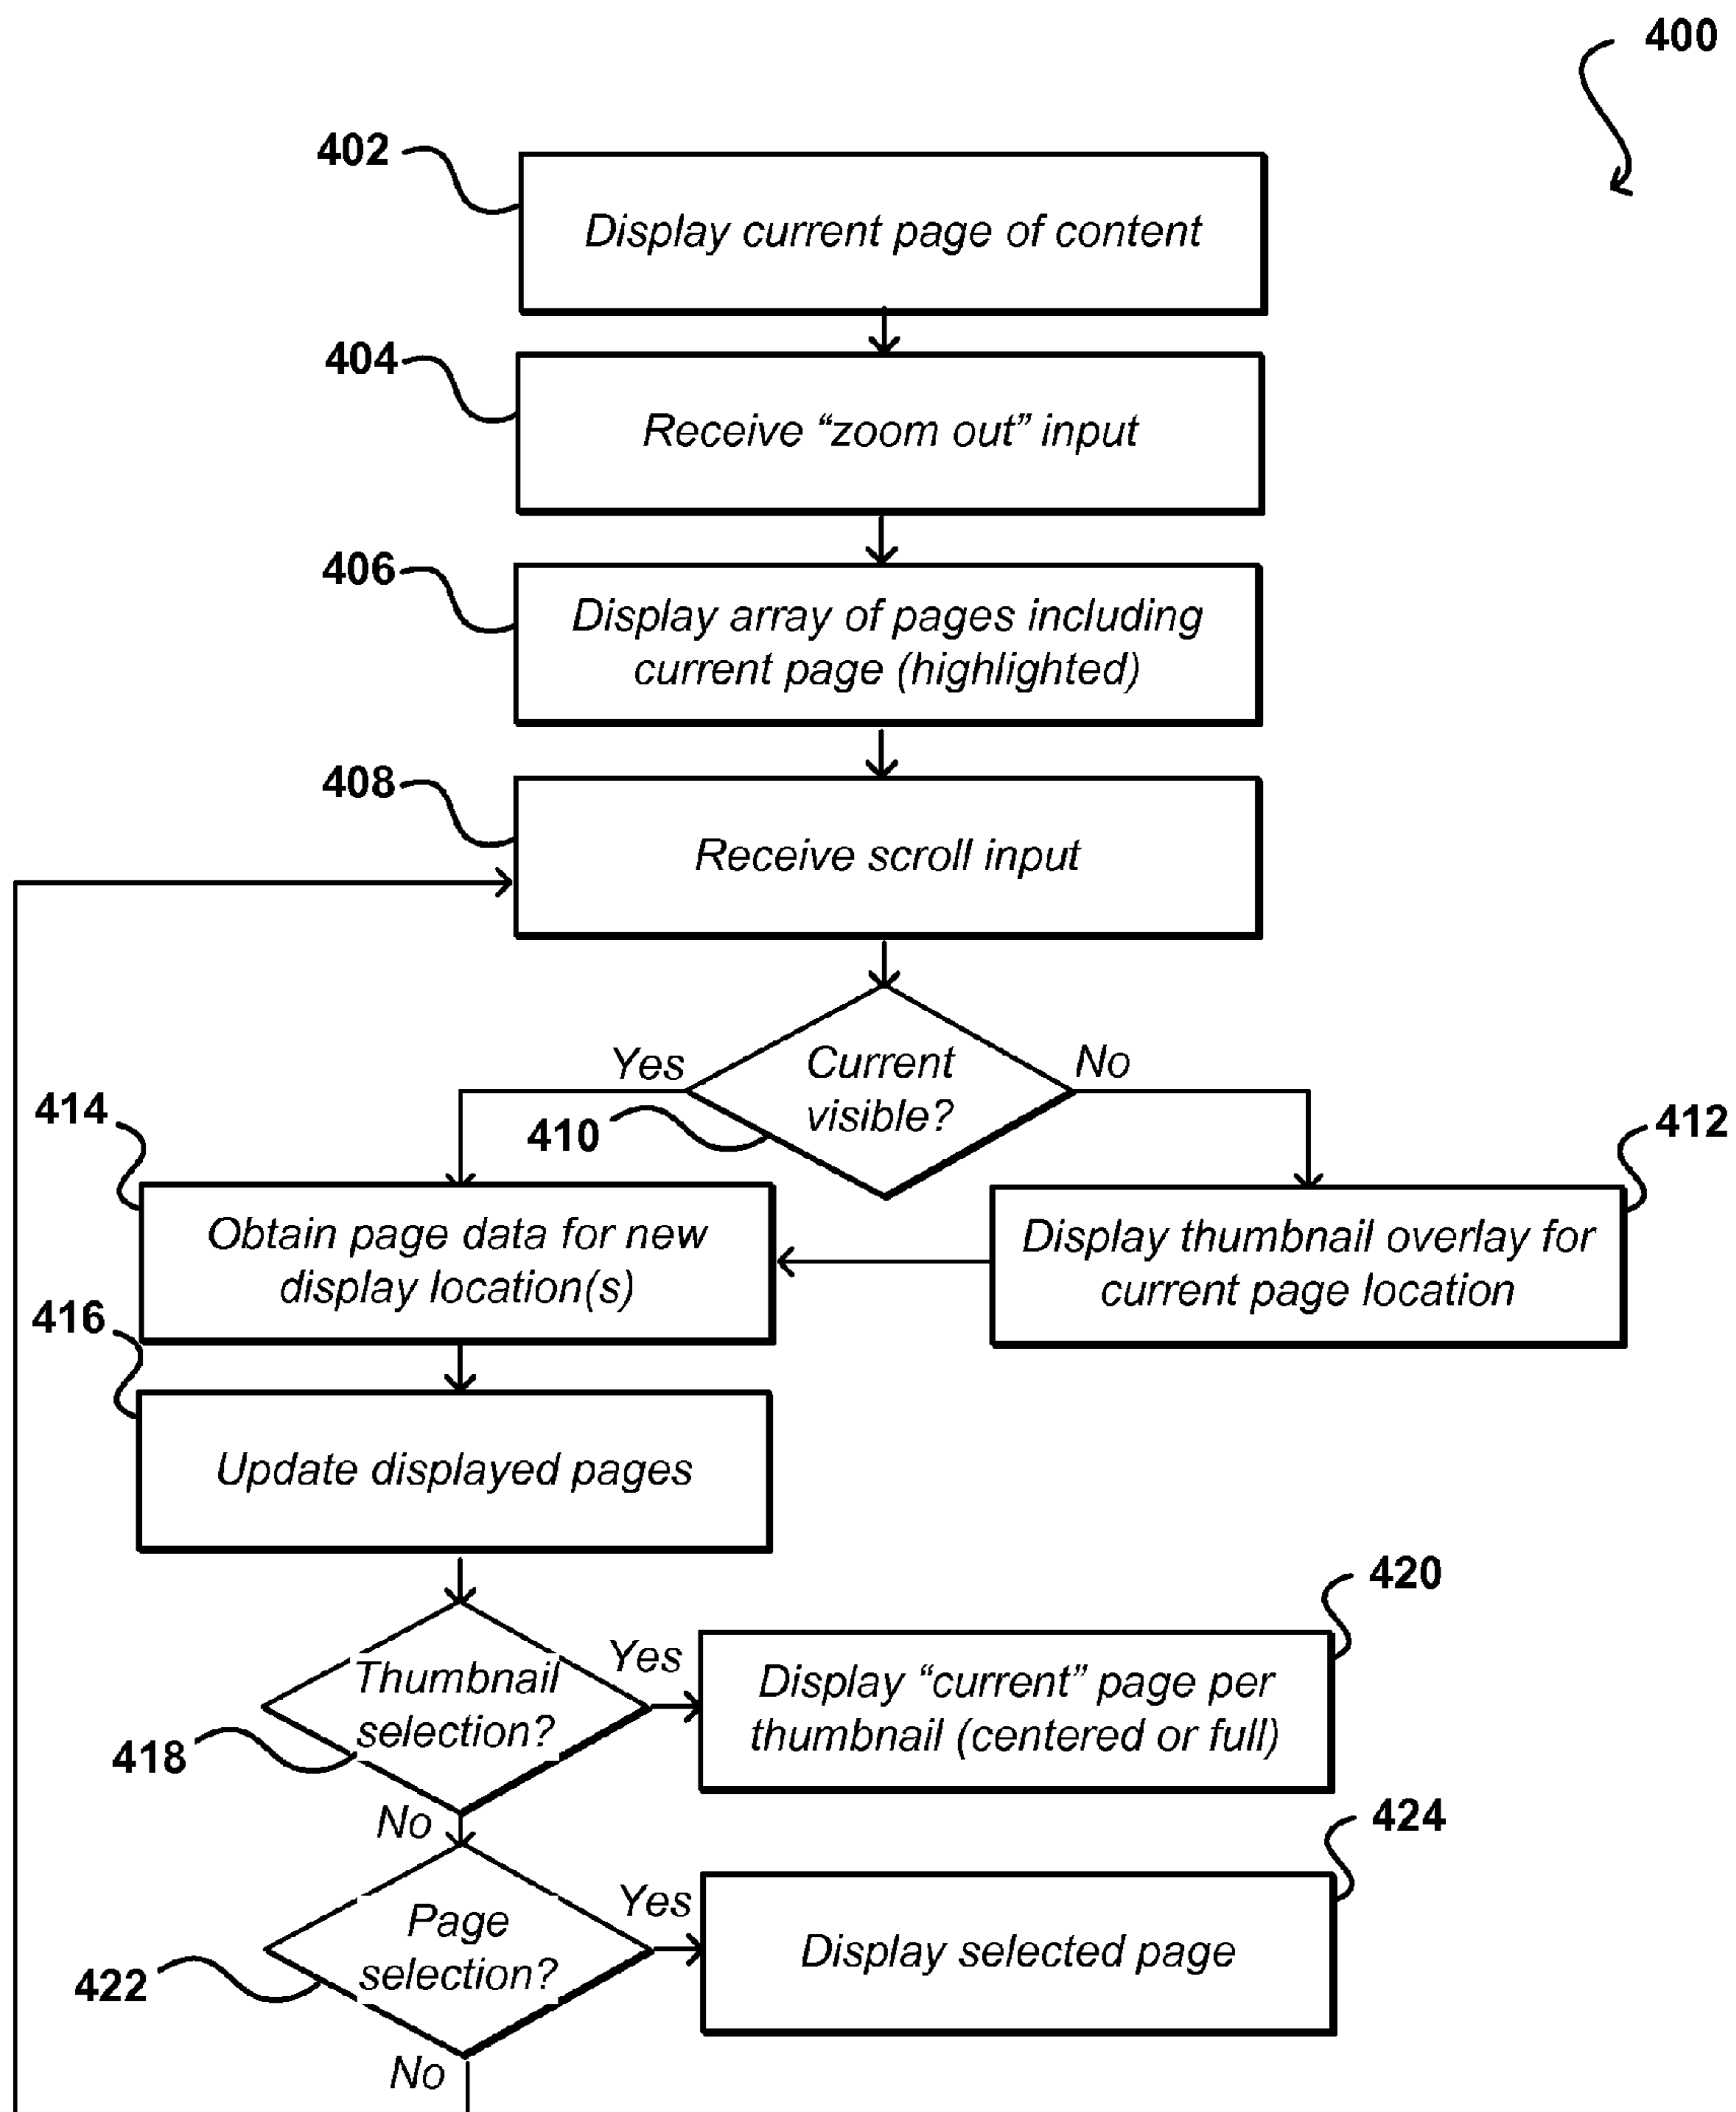 400
402
Display current page of content
404
Receive “zoom out” input
406
Display array of pages including
current page (highlighted)
408
Receive scroll input
Current
visible?
Yes
No
410
414
412
Obtain page data for new
display location(s)
Display thumbnail overlay for
current page location
416
Update displayed pages
420
Thumbnail
selection?
Yes
Display “current” page per
thumbnail (centered or full)
418
No
424
Page
selection?
Yes
Display selected page
422
No